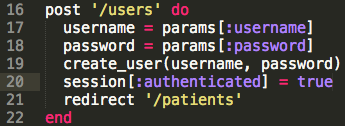 16 post '/users' do
17   username = params[:username]
18   password = params[:password]
19   create_user(username, password)
20   session[:authenticated] = true
21   redirect '/patients'
22 end